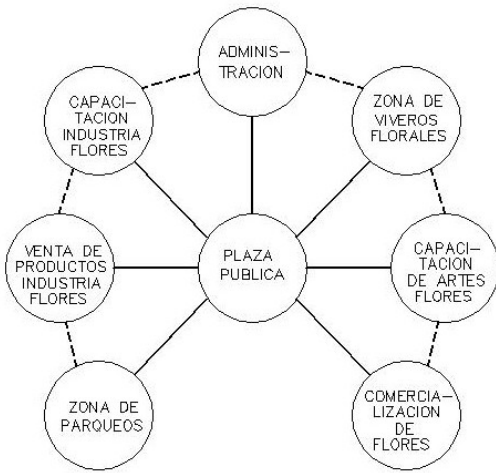 ADMINIS-
TRACION
CAPACI-
TACION
INDUSTRIA
FLORES
ZONA DE
VIVEROS
FLORALES
VENTA DE
PRODUCTOS
INDUSTRIA
FLORES
PLAZA
PUBLICA
CAPACI-
TACION
DE ARTES
FLORES
ZONA DE
PARQUEOS
COMERCIA-
LIZACION
DE
FLORES